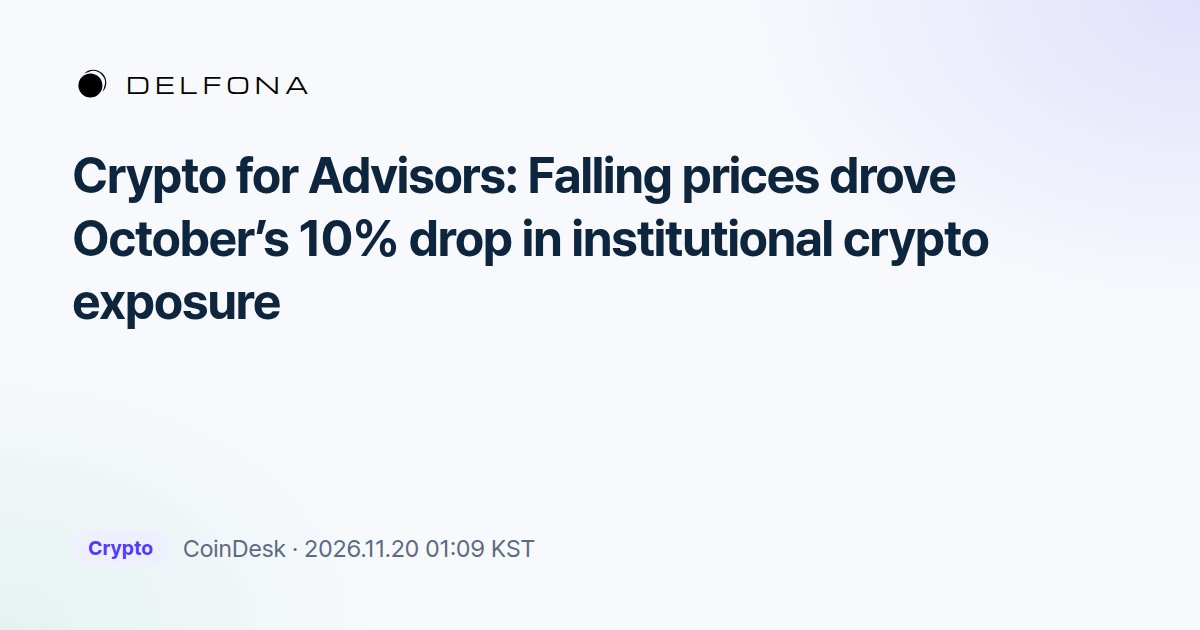 DELFONA
Crypto for Advisors: Falling prices drove
October’s 10% drop in institutional crypto
exposure
Crypto CoinDesk · 2026.11.20 01:09 KST